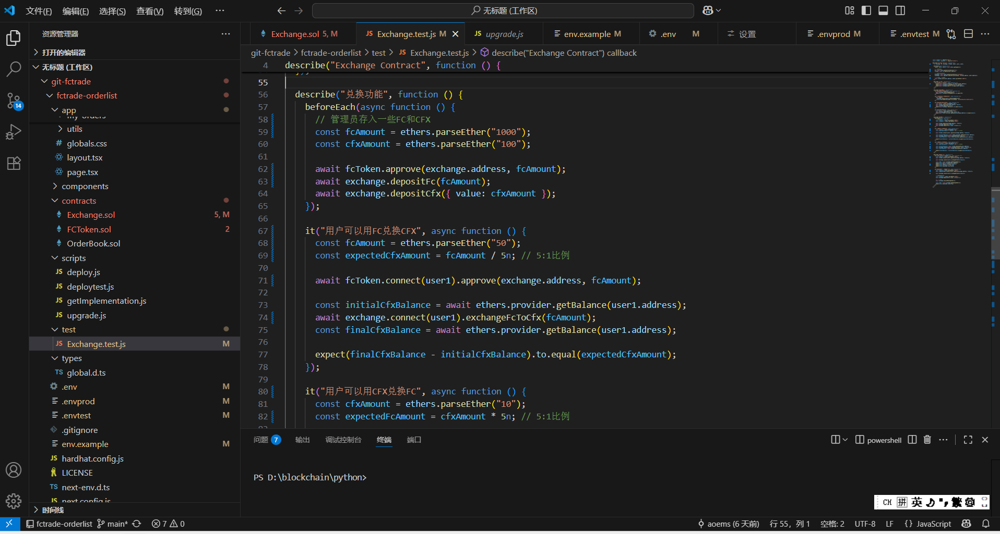 文件(F) 编辑(E) 选择(S) 查看(V) 转到(G) ··· 无标题 (工作区)
资源管理器 ···
Exchange.sol 5, M
Exchange.test.js M
upgrade.js
env.example M
.env M
设置
.envprod M
.envtest M
git-fctrade > fctrade-orderlist > test > JS Exchange.test.js > describe("Exchange Contract") callback
打开的编辑器
无标题 (工作区)
git-fctrade
fctrade-orderlist
app
my-orders
utils
# globals.css
layout.tsx
page.tsx
components
contracts
Exchange.sol 5, M
FCToken.sol 2
OrderBook.sol
scripts
JS deploy.js
JS deploytest.js
JS getImplementation.js
JS upgrade.js
test
JS Exchange.test.js M
types
TS global.d.ts
.env M
.envprod M
.envtest M
.gitignore
env.example M
JS hardhat.config.js
LICENSE
TS next-env.d.ts
JS next.config.js
时间线
14
4 describe("Exchange Contract", function () {
});
55
56 describe("兑换功能", function () {
57 beforeEach(async function () {
58 // 管理员存入一些FC和CFX
59 const fcAmount = ethers.parseEther("1000");
60 const cfxAmount = ethers.parseEther("100");
61
62 await fcToken.approve(exchange.address, fcAmount);
63 await exchange.depositFc(fcAmount);
64 await exchange.depositCfx({ value: cfxAmount });
65 });
66
67 it("用户可以用FC兑换CFX", async function () {
68 const fcAmount = ethers.parseEther("50");
69 const expectedCfxAmount = fcAmount / 5n; // 5:1比例
70
71 await fcToken.connect(user1).approve(exchange.address, fcAmount);
72
73 const initialCfxBalance = await ethers.provider.getBalance(user1.address);
74 await exchange.connect(user1).exchangeFcToCfx(fcAmount);
75 const finalCfxBalance = await ethers.provider.getBalance(user1.address);
76
77 expect(finalCfxBalance - initialCfxBalance).to.equal(expectedCfxAmount);
78 });
79
80 it("用户可以用CFX兑换FC", async function () {
81 const cfxAmount = ethers.parseEther("10");
82 const expectedFcAmount = cfxAmount * 5n; // 5:1比例
问题 7 输出 调试控制台 终端 端口 powershell ···
PS D:\blockchain\python>
CH 拼 英 繁
fctrade-orderlist main* 7 0 aoems (6 天前) 行 55，列 1 空格: 2 UTF-8 LF {} JavaScript